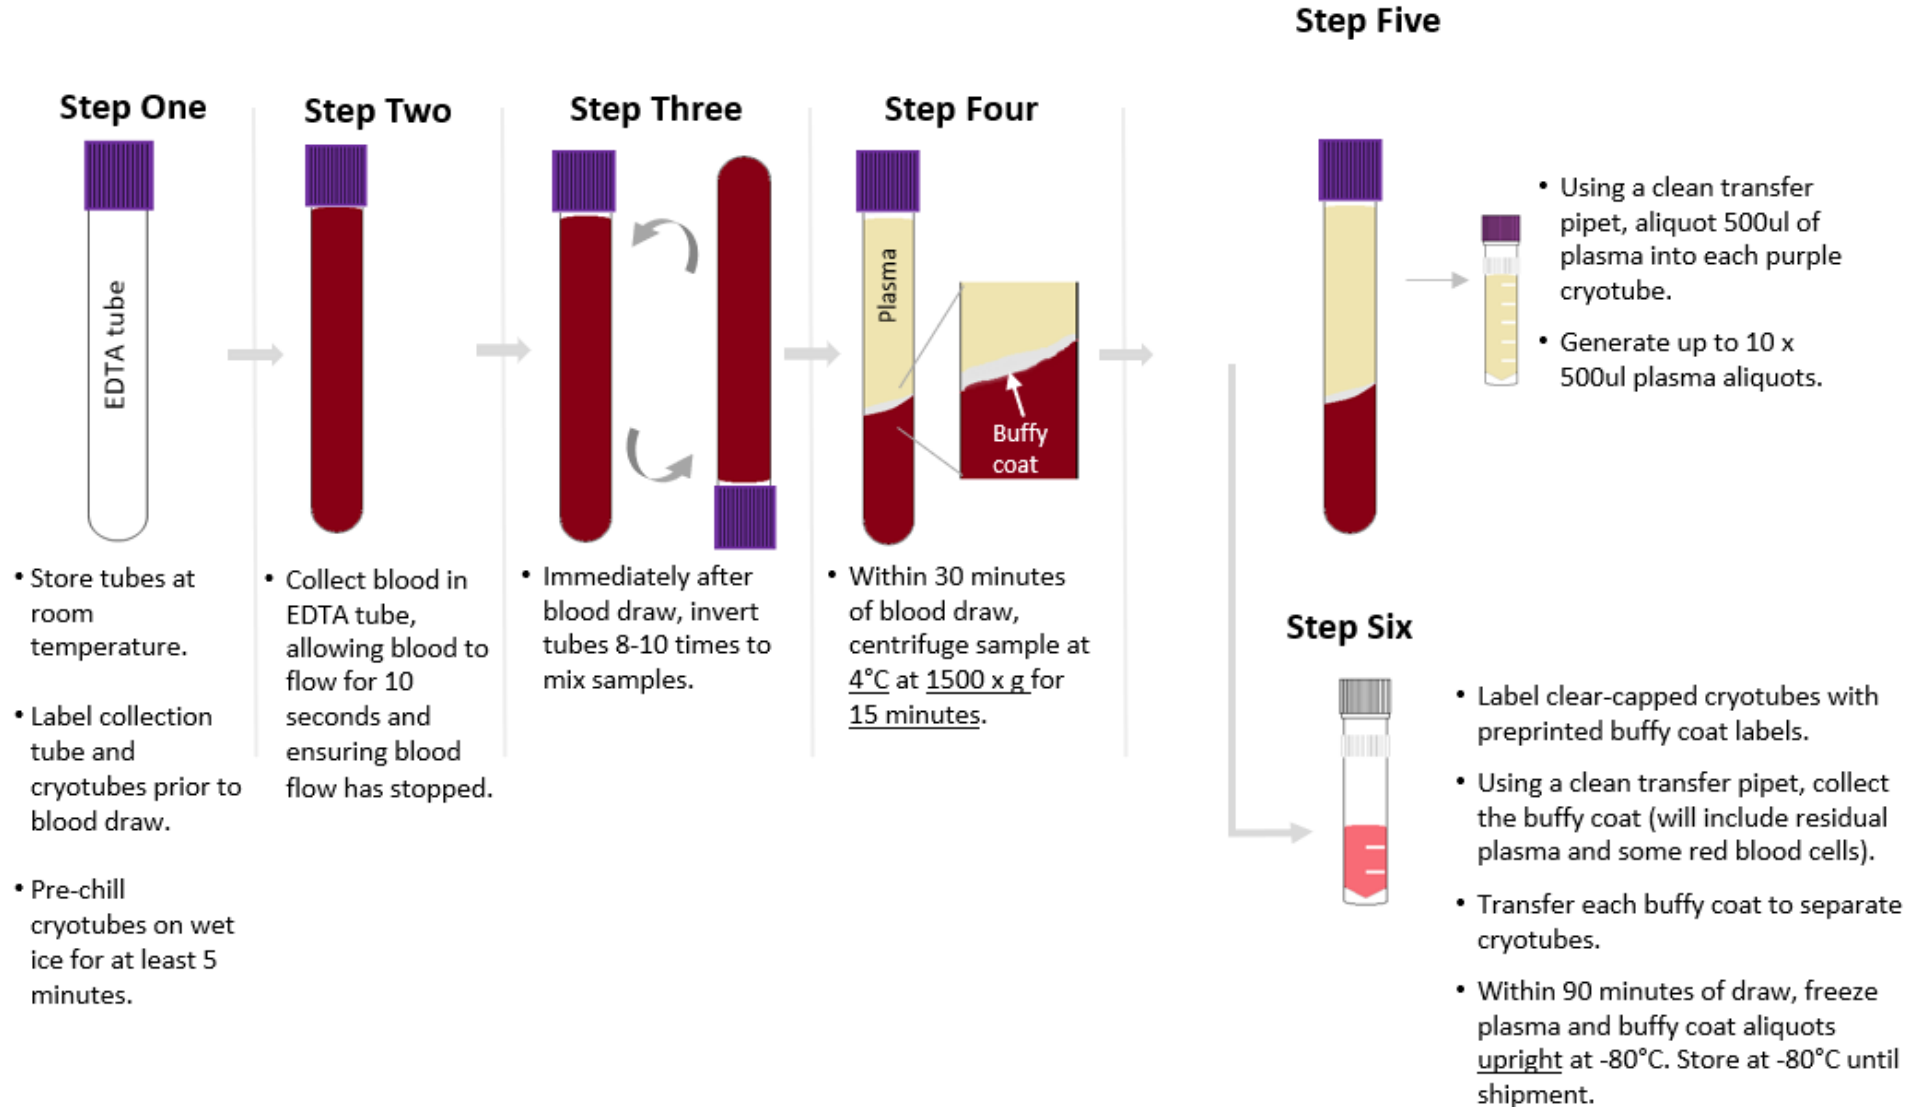 Step One
EDTA tube
• Store tubes at
room
temperature.
• Label collection
tube and
cryotubes prior to
blood draw.
• Pre-chill
cryotubes on wet
ice for at least 5
minutes.
Step Two
• Collect blood in
EDTA tube,
allowing blood to
flow for 10
seconds and
ensuring blood
flow has stopped.
Step Three
• Immediately after
blood draw, invert
tubes 8-10 times to
mix samples.
Step Four
Plasma
Buffy
coat
• Within 30 minutes
of blood draw,
centrifuge sample at
4°C at 1500 x g for
15 minutes.
Step Five
• Using a clean transfer
pipet, aliquot 500ul of
plasma into each purple
cryotube.
• Generate up to 10 x
500ul plasma aliquots.
Step Six
• Label clear-capped cryotubes with
preprinted buffy coat labels.
• Using a clean transfer pipet, collect
the buffy coat (will include residual
plasma and some red blood cells).
• Transfer each buffy coat to separate
cryotubes.
• Within 90 minutes of draw, freeze
plasma and buffy coat aliquots
upright at -80°C. Store at -80°C until
shipment.